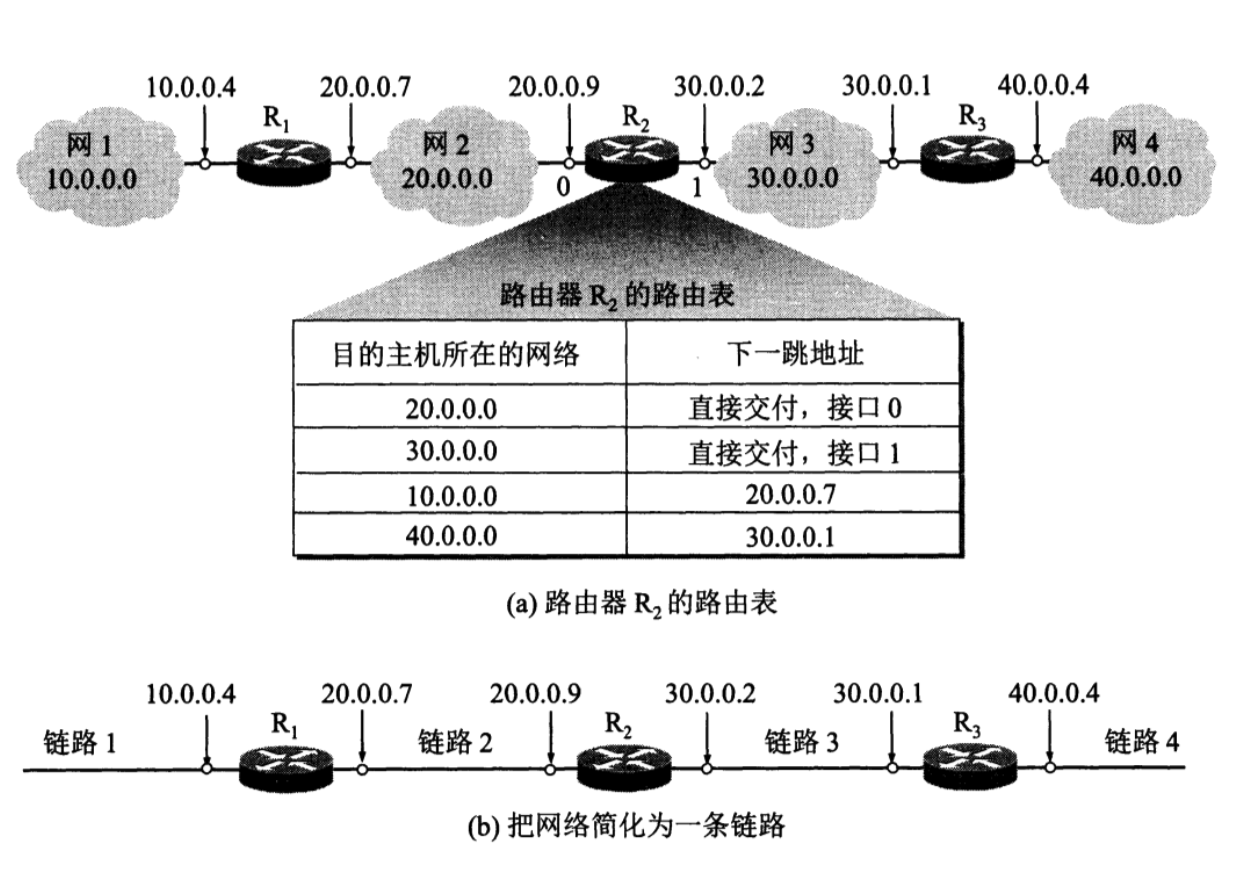 10.0.0.4 20.0.0.7 20.0.0.9 30.0.0.2 30.0.0.1 40.0.0.4
R1 R2 R3
网 1 网 2 网 3 网 4
10.0.0.0 20.0.0.0 0 1 30.0.0.0 40.0.0.0
路由器 R2 的路由表
目的主机所在的网络 下一跳地址
20.0.0.0 直接交付，接口 0
30.0.0.0 直接交付，接口 1
10.0.0.0 20.0.0.7
40.0.0.0 30.0.0.1
(a) 路由器 R2 的路由表
10.0.0.4 20.0.0.7 20.0.0.9 30.0.0.2 30.0.0.1 40.0.0.4
链路 1 R1 链路 2 R2 链路 3 R3 链路 4
(b) 把网络简化为一条链路